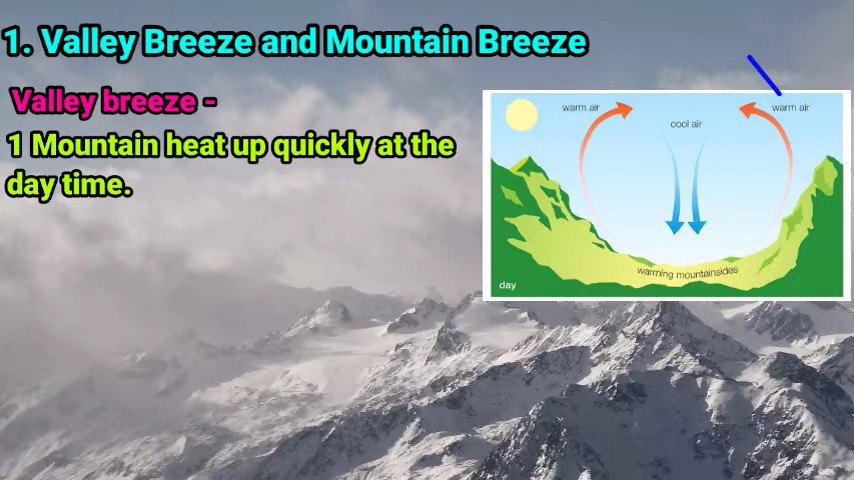 1. Valley Breeze and Mountain Breeze
Valley breeze -
1 Mountain heat up quickly at the
day time.
warm air
warm air
cool air
warming mountainsides
day